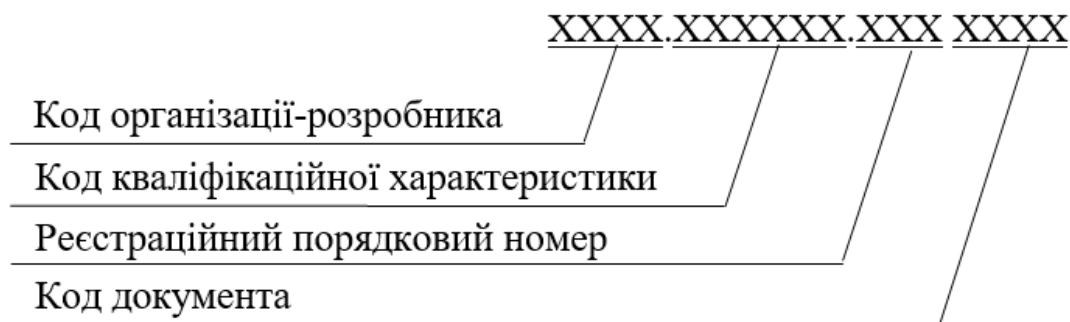 XXXX.XXXXXX.XXX XXXX
Код організації-розробника
Код кваліфікаційної характеристики
Реєстраційний порядковий номер
Код документа